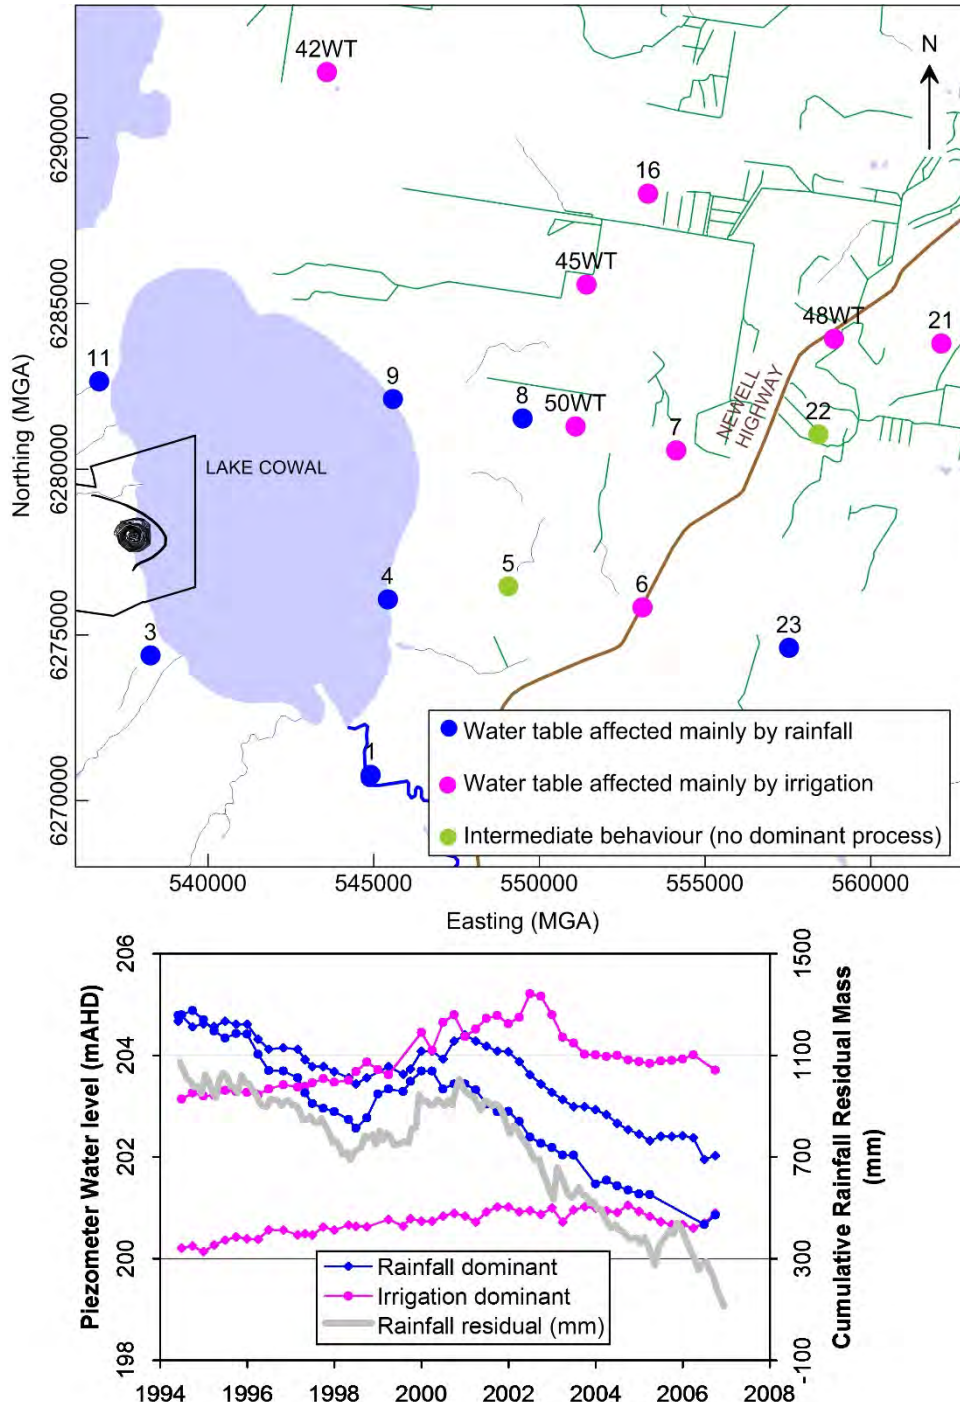 42WT
N
6290000
16
45WT
6285000
48WT
21
11
9
8
50WT
7
NEWELL
HIGHWAY
22
Northing (MGA)
6280000
LAKE COWAL
5
4
6
6275000
3
23
1
6270000
Water table affected mainly by rainfall
Water table affected mainly by irrigation
Intermediate behaviour (no dominant process)
540000
545000
550000
555000
560000
Easting (MGA)
206
204
202
200
198
Piezometer Water level (mAHD)
1500
1100
700
300
-100
Cumulative Rainfall Residual Mass
(mm)
Rainfall dominant
Irrigation dominant
Rainfall residual (mm)
1994
1996
1998
2000
2002
2004
2006
2008